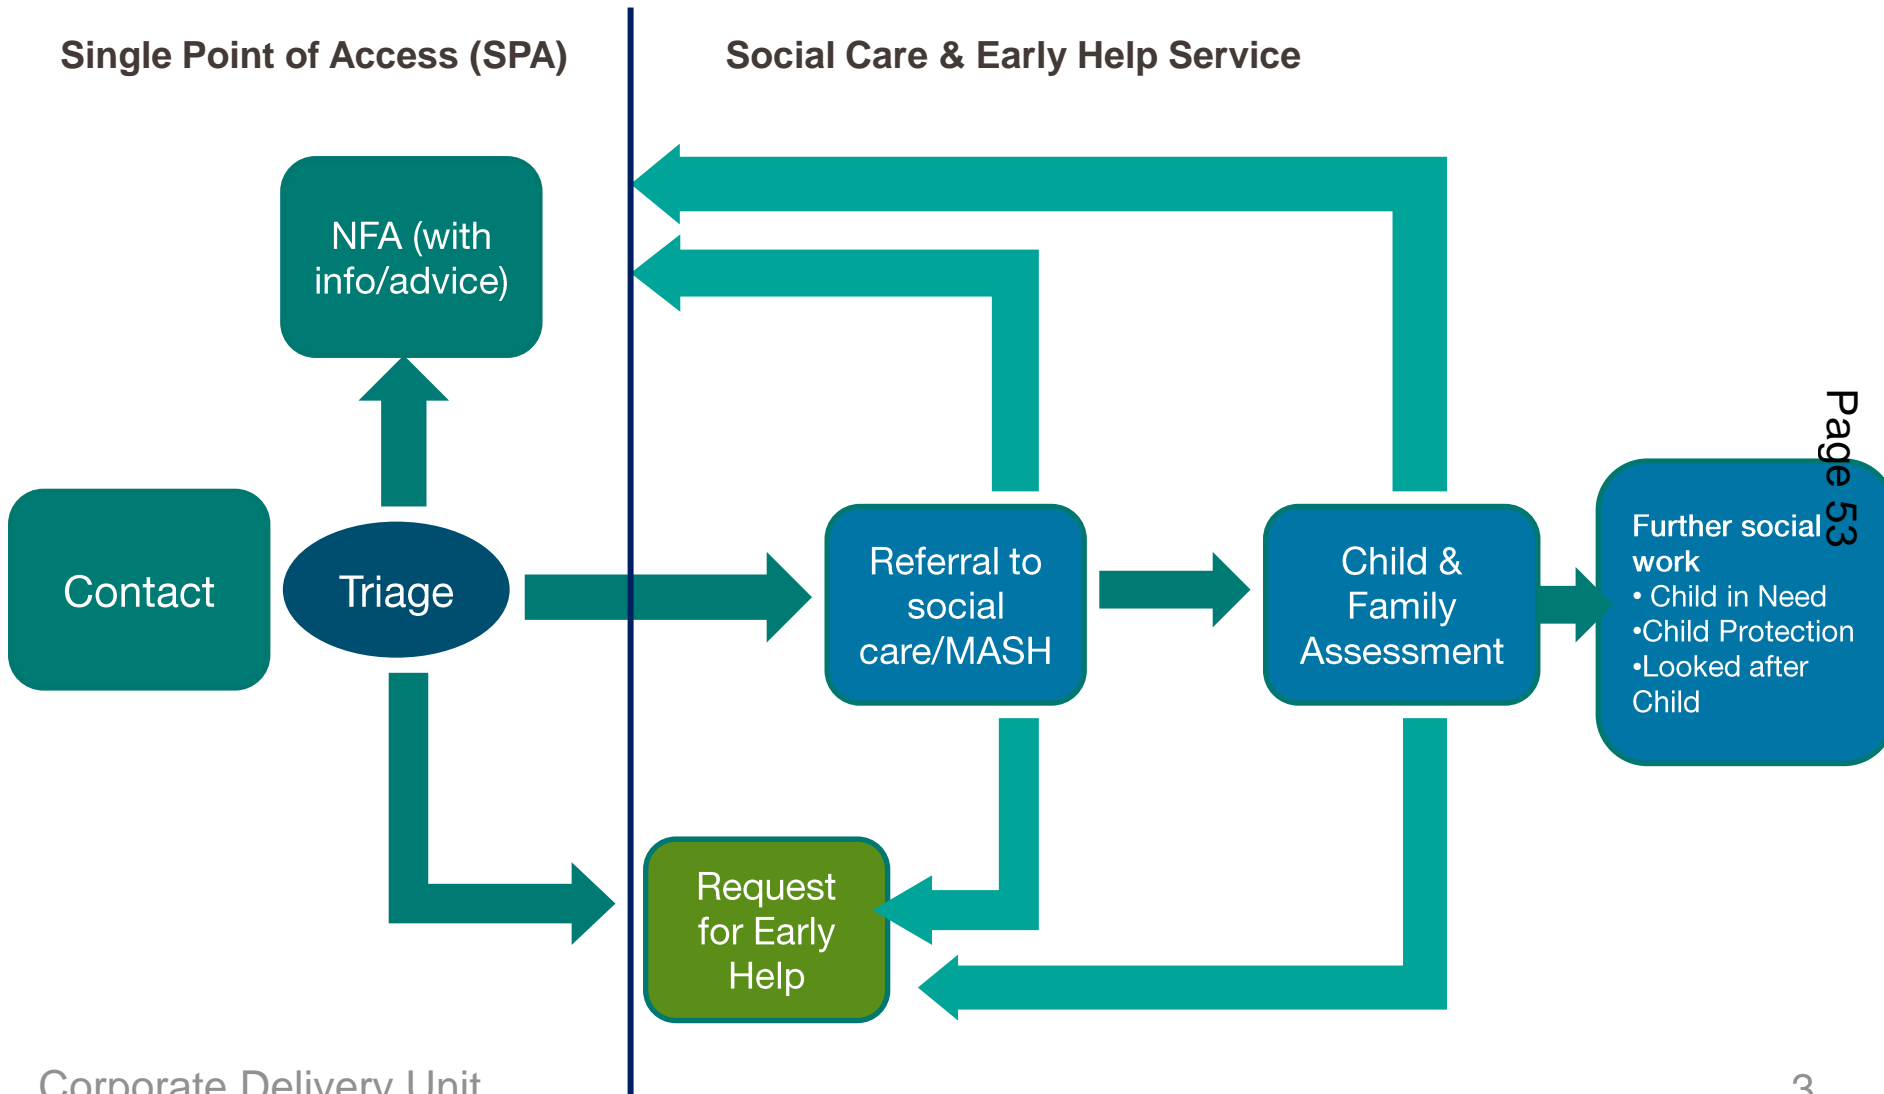 Single Point of Access (SPA)
Social Care & Early Help Service
NFA (with
info/advice)
Contact
Triage
Referral to
social
care/MASH
Child &
Family
Assessment
Further social
work
• Child in Need
•Child Protection
•Looked after
Child
Page 53
Request
for Early
Help
Corporate Delivery Unit
3